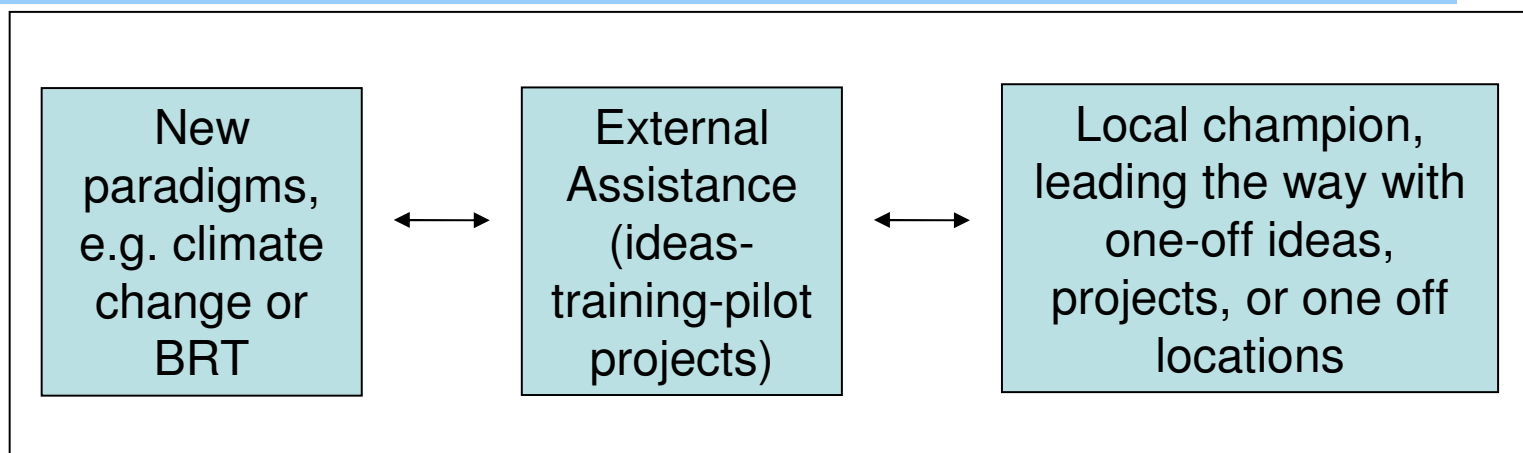 New
paradigms,
e.g. climate
change or
BRT
External
Assistance
(ideas-
training-pilot
projects)
Local champion,
leading the way with
one-off ideas,
projects, or one off
locations